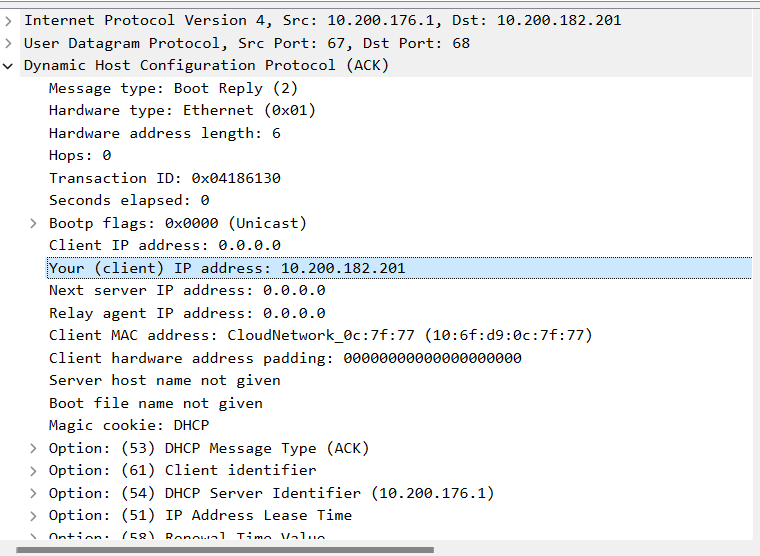 Internet Protocol Version 4, Src: 10.200.176.1, Dst: 10.200.182.201
User Datagram Protocol, Src Port: 67, Dst Port: 68
Dynamic Host Configuration Protocol (ACK)
Message type: Boot Reply (2)
Hardware type: Ethernet (0x01)
Hardware address length: 6
Hops: 0
Transaction ID: 0x04186130
Seconds elapsed: 0
Bootp flags: 0x0000 (Unicast)
Client IP address: 0.0.0.0
Your (client) IP address: 10.200.182.201
Next server IP address: 0.0.0.0
Relay agent IP address: 0.0.0.0
Client MAC address: CloudNetwork_0c:7f:77 (10:6f:d9:0c:7f:77)
Client hardware address padding: 00000000000000000000
Server host name not given
Boot file name not given
Magic cookie: DHCP
Option: (53) DHCP Message Type (ACK)
Option: (61) Client identifier
Option: (54) DHCP Server Identifier (10.200.176.1)
Option: (51) IP Address Lease Time
Option: (58) Renewal Time Value